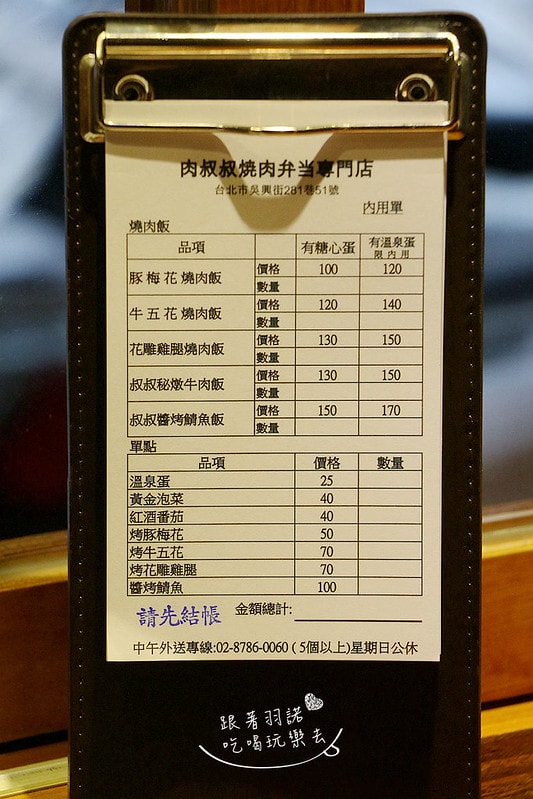 肉叔叔燒肉弁当專門店
台北市吳興街281巷51號
內用單
燒肉飯
品項 有糖心蛋 有溫泉蛋
限內用
豚梅花燒肉飯 價格 100 120
數量
牛五花燒肉飯 價格 120 140
數量
花雕雞腿燒肉飯 價格 130 150
數量
叔叔秘燉牛肉飯 價格 130 150
數量
叔叔醬烤鯖魚飯 價格 150 170
數量
單點
品項 價格 數量
溫泉蛋 25
黃金泡菜 40
紅酒番茄 40
烤豚梅花 50
烤牛五花 70
烤花雕雞腿 70
醬烤鯖魚 100
請先結帳 金額總計:
中午外送專線:02-8786-0060 (5個以上)星期日公休
跟著羽諾
吃喝玩樂去